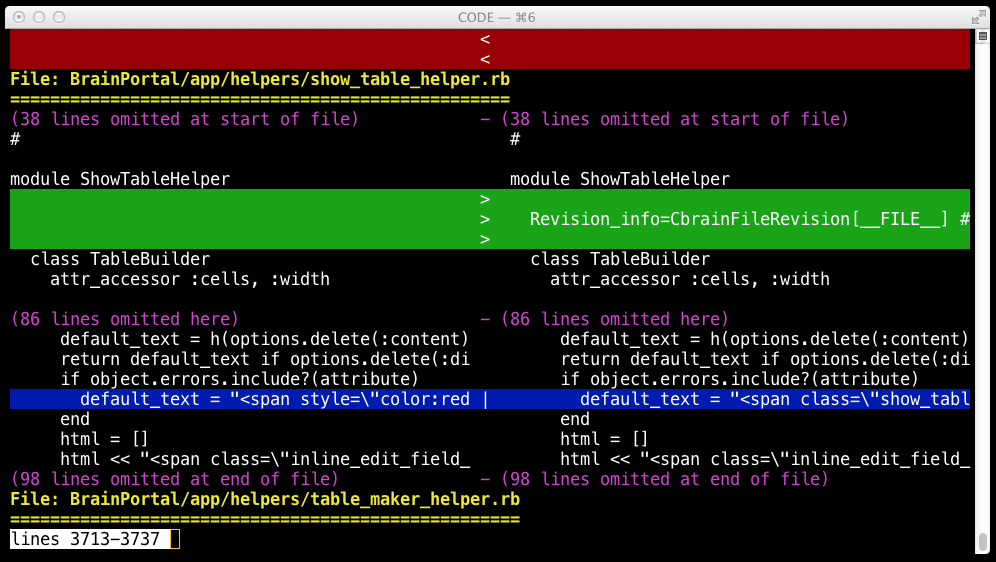 CODE — ⌘6
<
<
File: BrainPortal/app/helpers/show_table_helper.rb
==================================================
(38 lines omitted at start of file) - (38 lines omitted at start of file)
# #
module ShowTableHelper module ShowTableHelper
>
> Revision_info=CbrainFileRevision[__FILE__] #
>
class TableBuilder class TableBuilder
attr_accessor :cells, :width attr_accessor :cells, :width
(86 lines omitted here) - (86 lines omitted here)
default_text = h(options.delete(:content) default_text = h(options.delete(:content)
return default_text if options.delete(:di return default_text if options.delete(:di
if object.errors.include?(attribute) if object.errors.include?(attribute)
default_text = "<span style=\"color:red | default_text = "<span class=\"show_tabl
end end
html = [] html = []
html << "<span class=\"inline_edit_field_ html << "<span class=\"inline_edit_field_
(98 lines omitted at end of file) - (98 lines omitted at end of file)
File: BrainPortal/app/helpers/table_maker_helper.rb
===================================================
lines 3713-3737